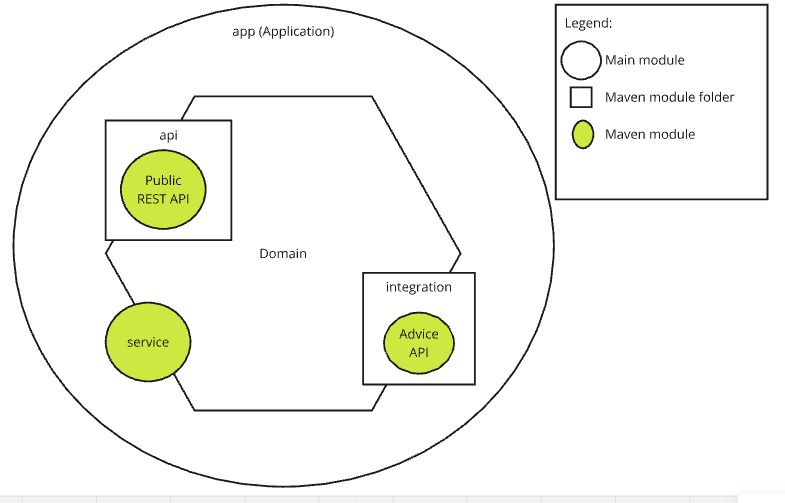 app (Application)
api
Public
REST API
Domain
integration
Advice
API
service
Legend:
Main module
Maven module folder
Maven module